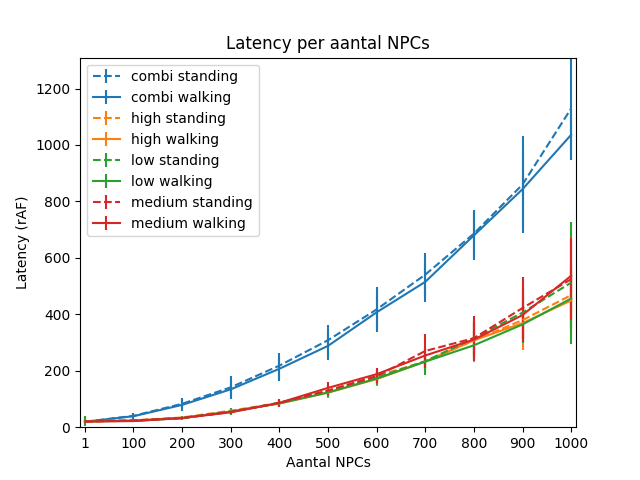 Latency per aantal NPCs
combi standing
combi walking
high standing
high walking
low standing
low walking
medium standing
medium walking
Latency (rAF)
1200
1000
800
600
400
200
0
1 100 200 300 400 500 600 700 800 900 1000
Aantal NPCs